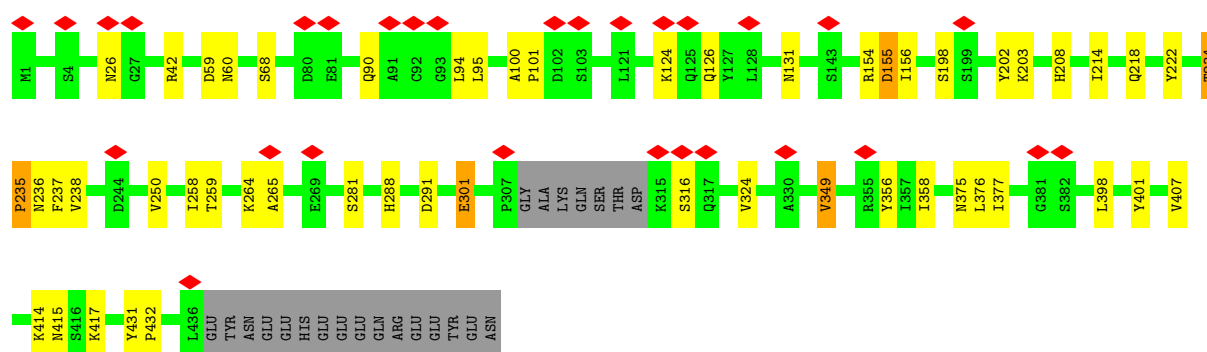 M1 S4 N26 G27 R42 D59 N60 S68 D80 E81 Q90 A91 G92 G93 L94 L95 A100 P101 D102 S103 L121 K124 Q125 Q126 Y127 L128 N131 S143 R154 D155 I156 S198 S199 Y202 K203 H208 I214 Q218 Y222
P235 N236 F237 V238 D244 V250 I258 T259 K264 A265 E269 S281 H288 D291 E301 P307 GLY ALA LYS GLN SER THR ASP K315 S316 Q317 V324 A330 V349 R355 Y356 I357 I358 N375 L376 I377 G381 S382 L398 Y401 V407
K414 N415 S416 K417 Y431 P432 L436 GLU TYR ASN GLU GLU HIS GLU GLU GLU GLN ARG GLU GLU TYR GLU ASN